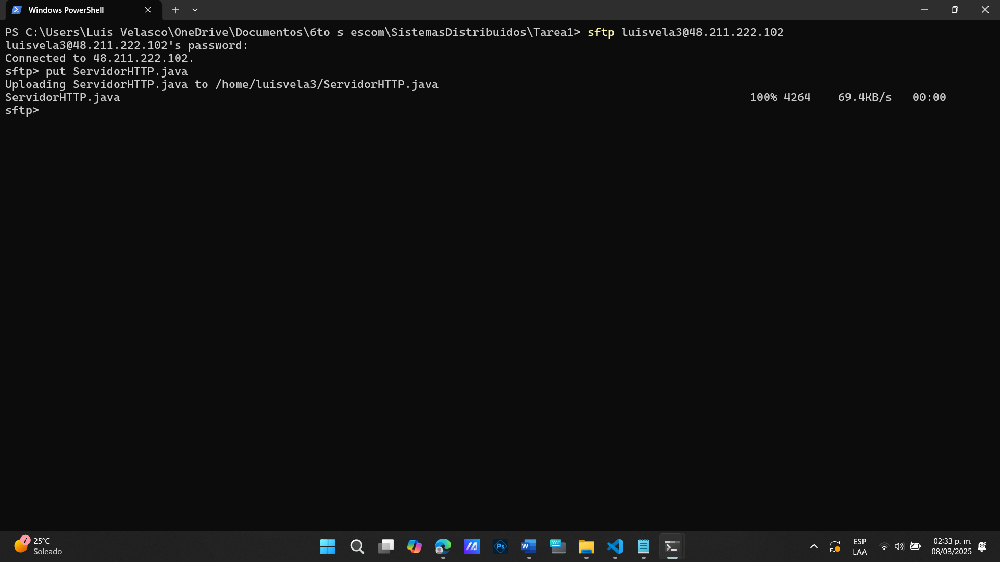 Windows PowerShell
PS C:\Users\Luis Velasco\OneDrive\Documentos\6to s escom\SistemasDistribuidos\Tarea1> sftp luisvela3@48.211.222.102
luisvela3@48.211.222.102's password:
Connected to 48.211.222.102.
sftp> put ServidorHTTP.java
Uploading ServidorHTTP.java to /home/luisvela3/ServidorHTTP.java
ServidorHTTP.java 100% 4264 69.4KB/s 00:00
sftp>
7
25°C
Soleado
Ps
W
ESP
LAA
02:33 p. m.
08/03/2025